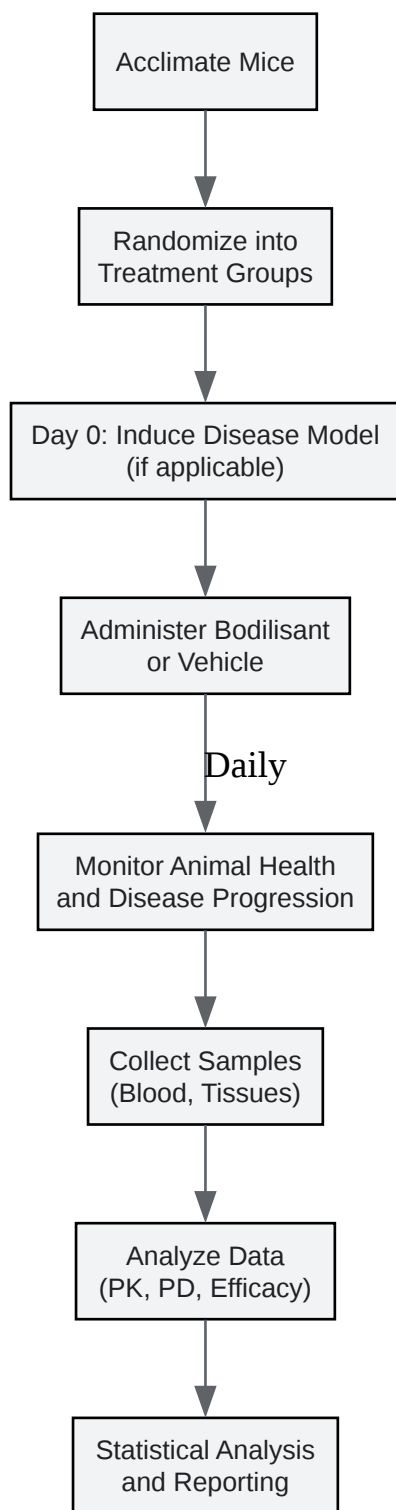 Acclimate Mice
Randomize into
Treatment Groups
Day 0: Induce Disease Model
(if applicable)
Administer Bodilisant
or Vehicle
Daily
Monitor Animal Health
and Disease Progression
Collect Samples
(Blood, Tissues)
Analyze Data
(PK, PD, Efficacy)
Statistical Analysis
and Reporting